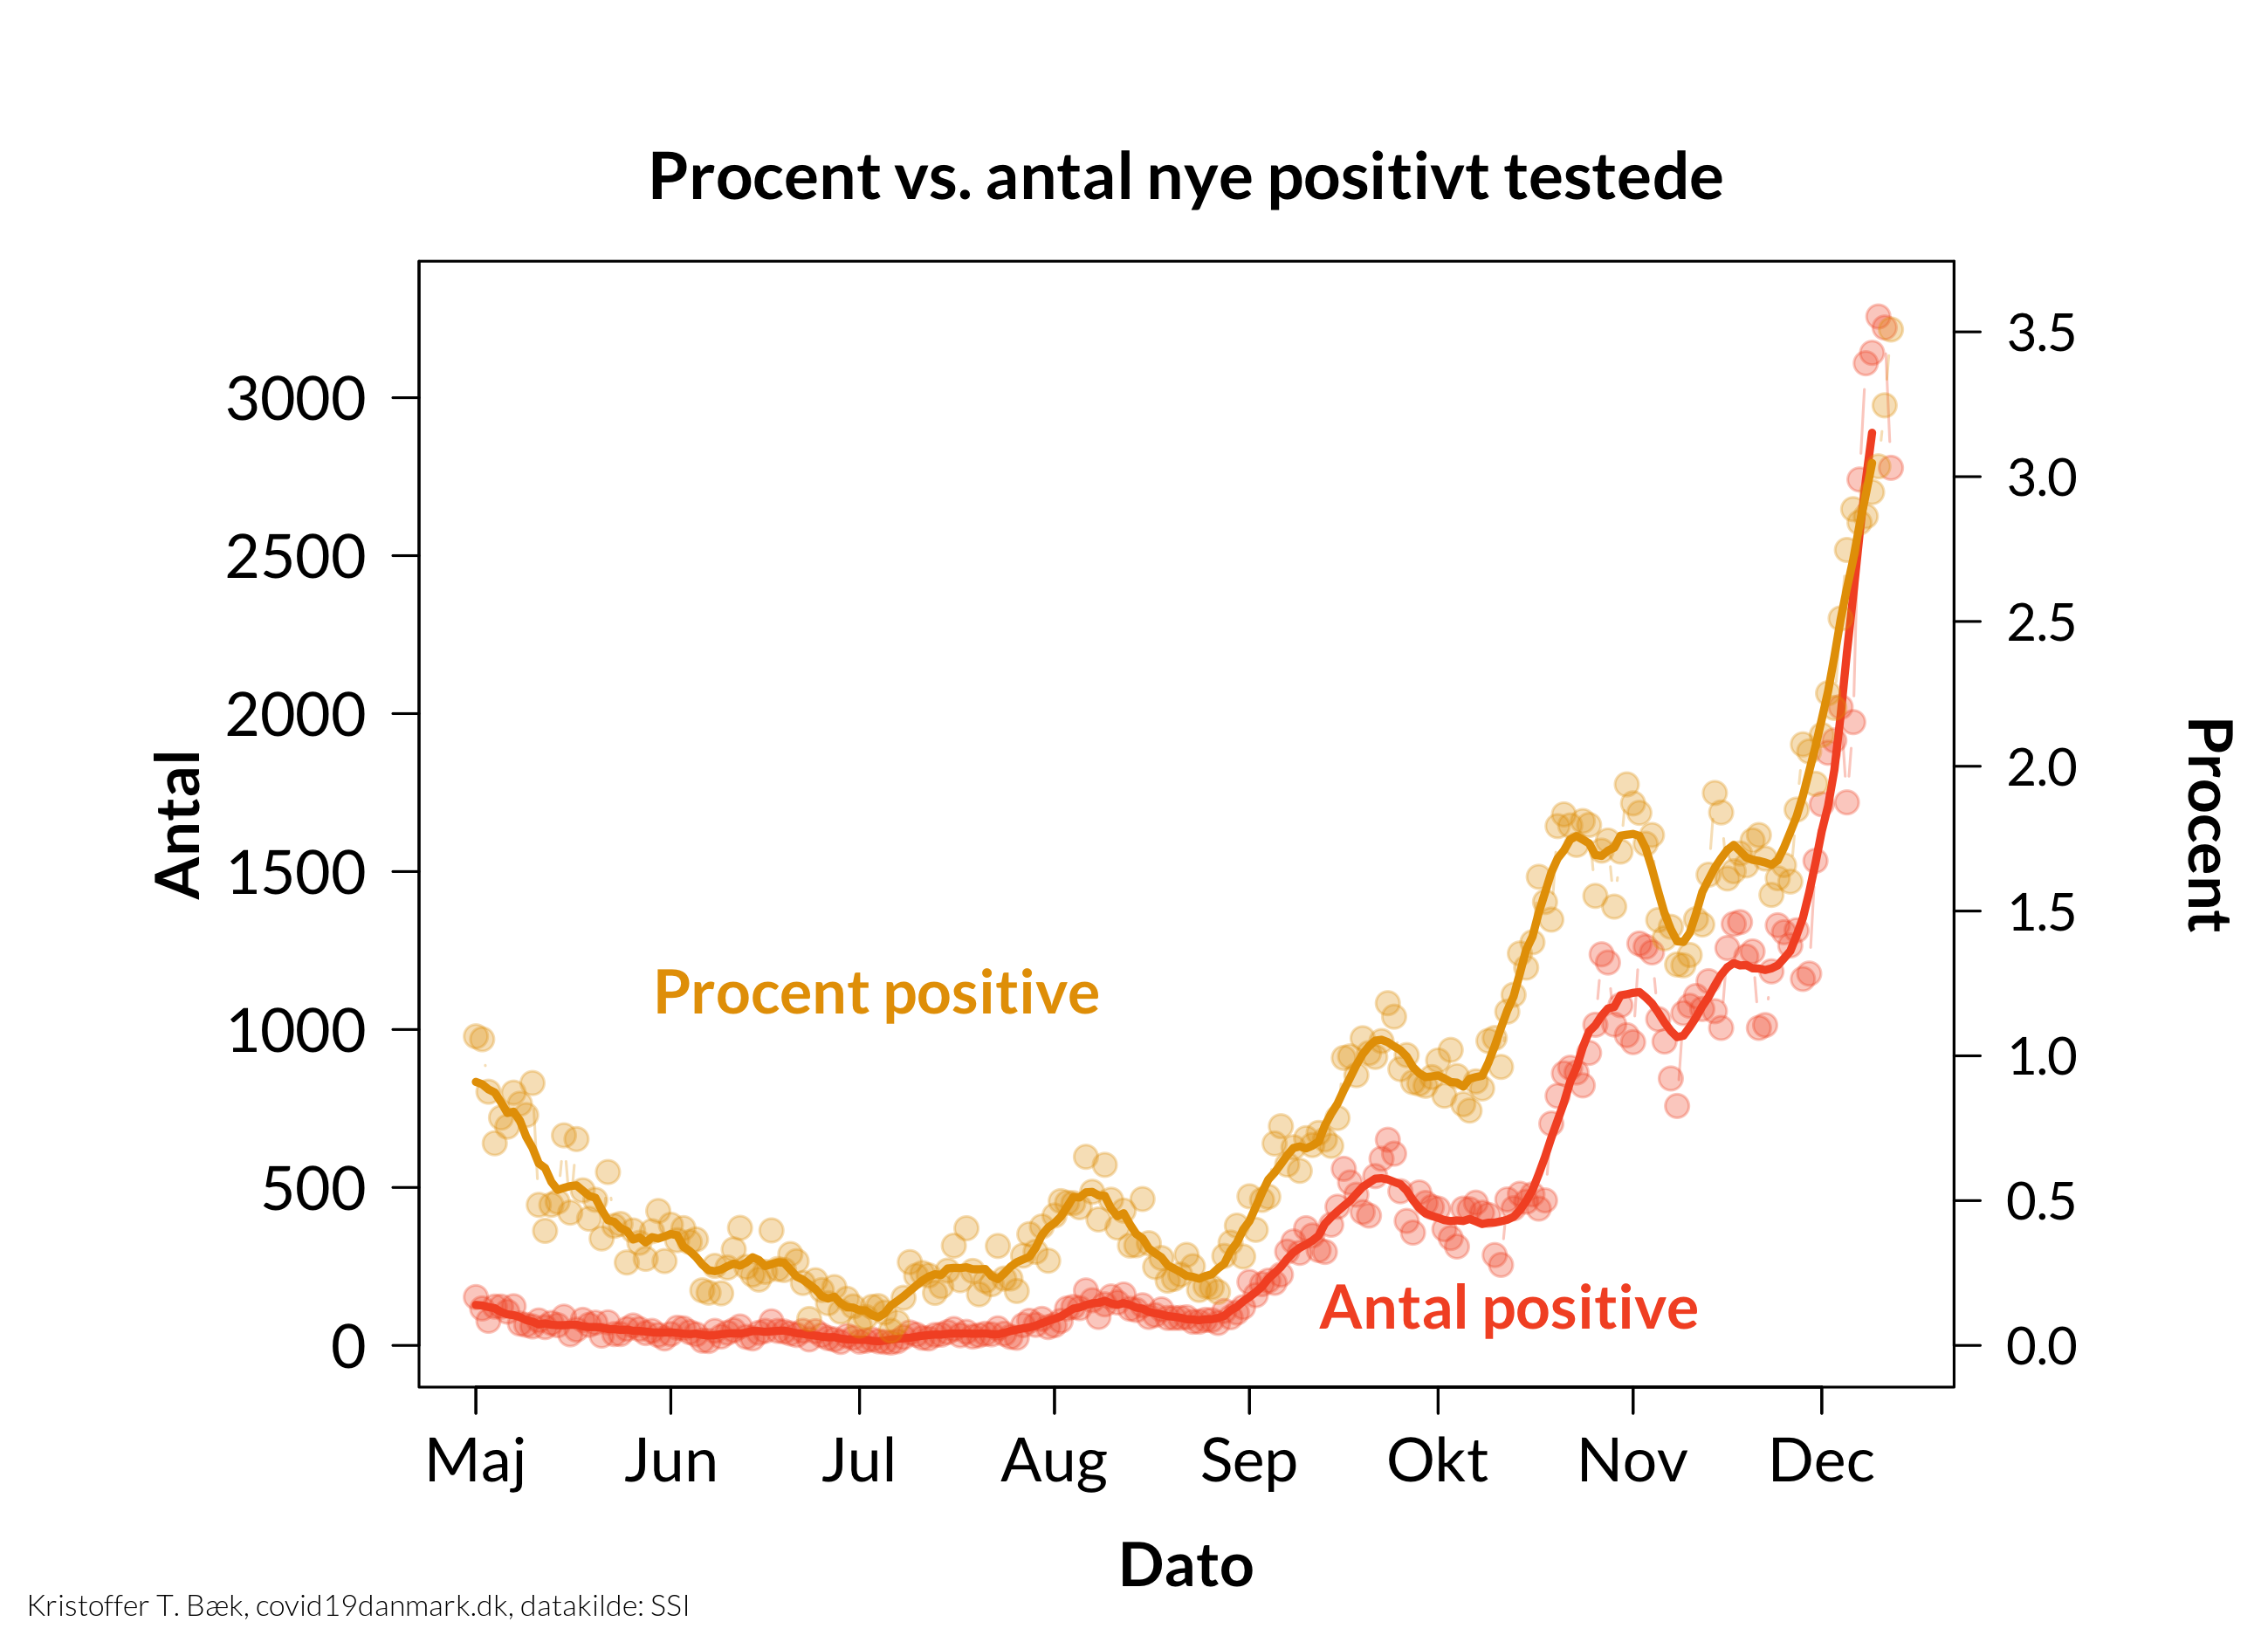 Procent vs. antal nye positivt testede
3000
2500
2000
1500
1000
500
0
Antal
3.5
3.0
2.5
2.0
1.5
1.0
0.5
0.0
Procent
Procent positive
Antal positive
Maj Jun Jul Aug Sep Okt Nov Dec
Dato
Kristoffer T. Bæk, covid19danmark.dk, datakilde: SSI